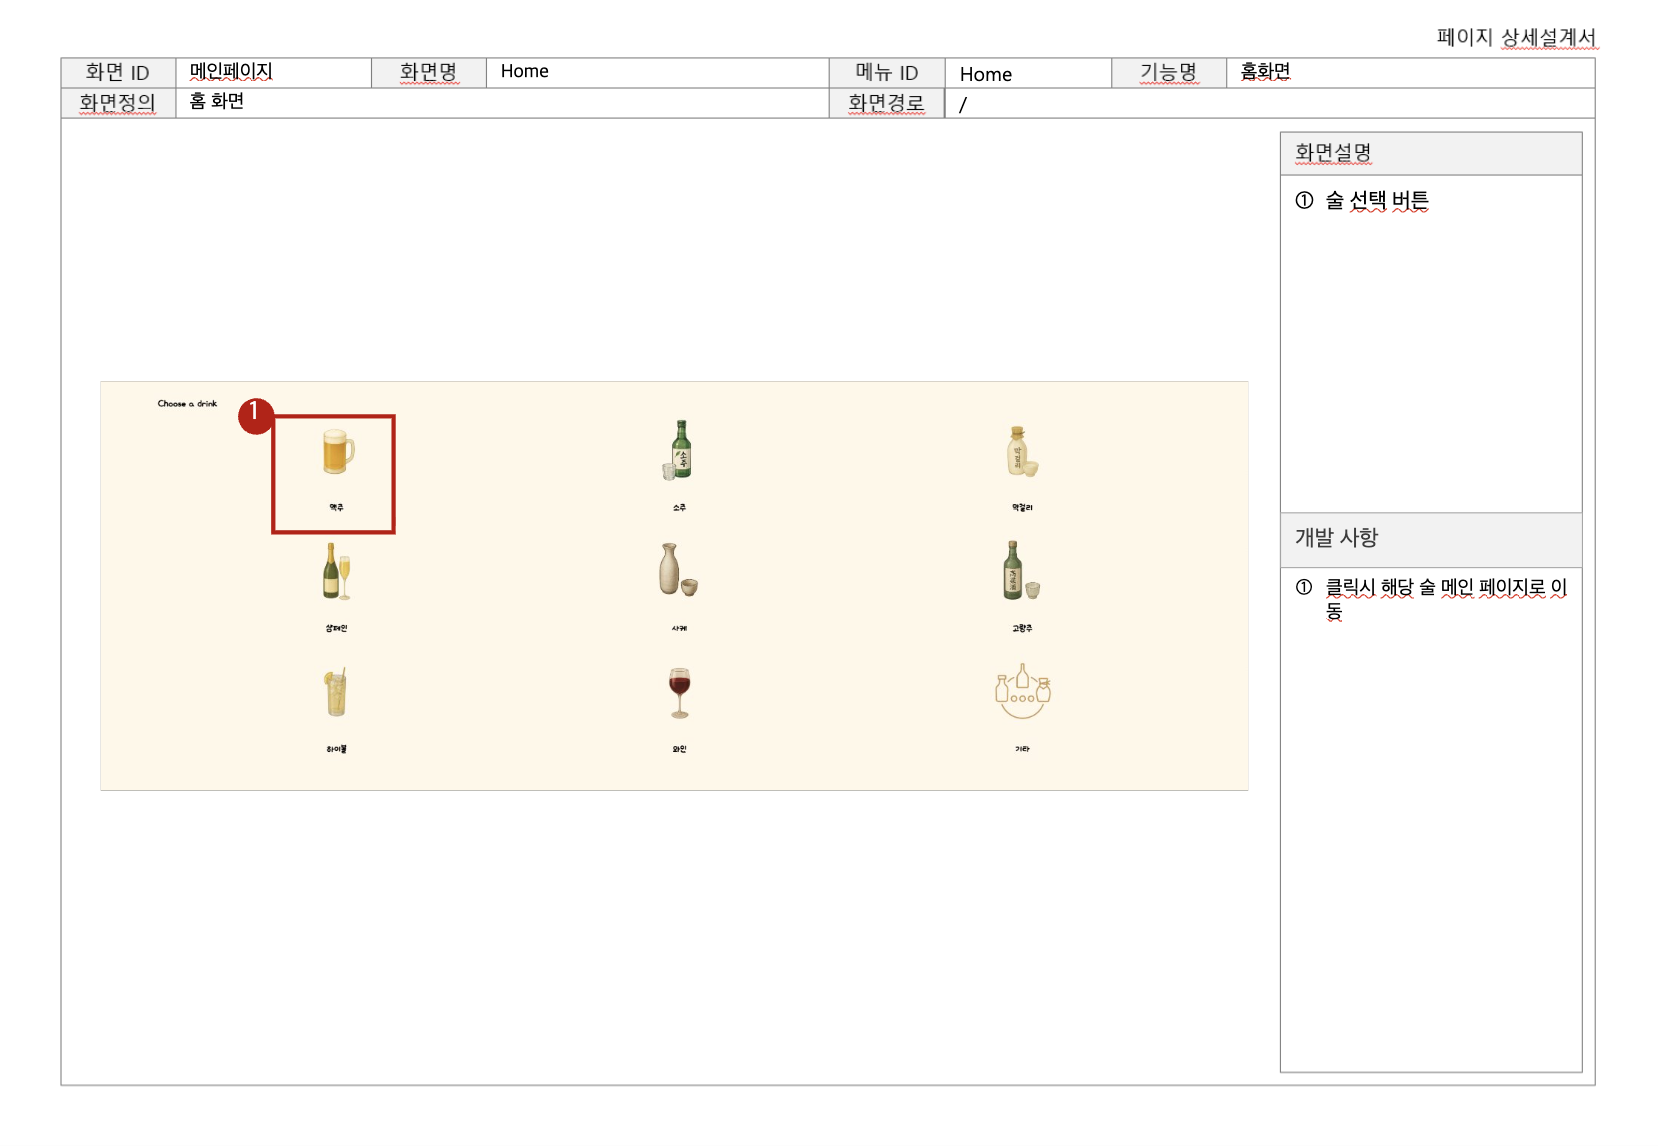 페이지 상세설계서
화면 ID 메인페이지 화면명 Home 메뉴 ID Home 기능명 홈화면
화면정의 홈 화면 화면경로 /
화면설명
① 술 선택 버튼
Choose a drink
1
소주
막걸리
맥주 소주 막걸리
샴페인 사케 고량주
하이볼 와인 기타
개발 사항
① 클릭시 해당 술 메인 페이지로 이
동